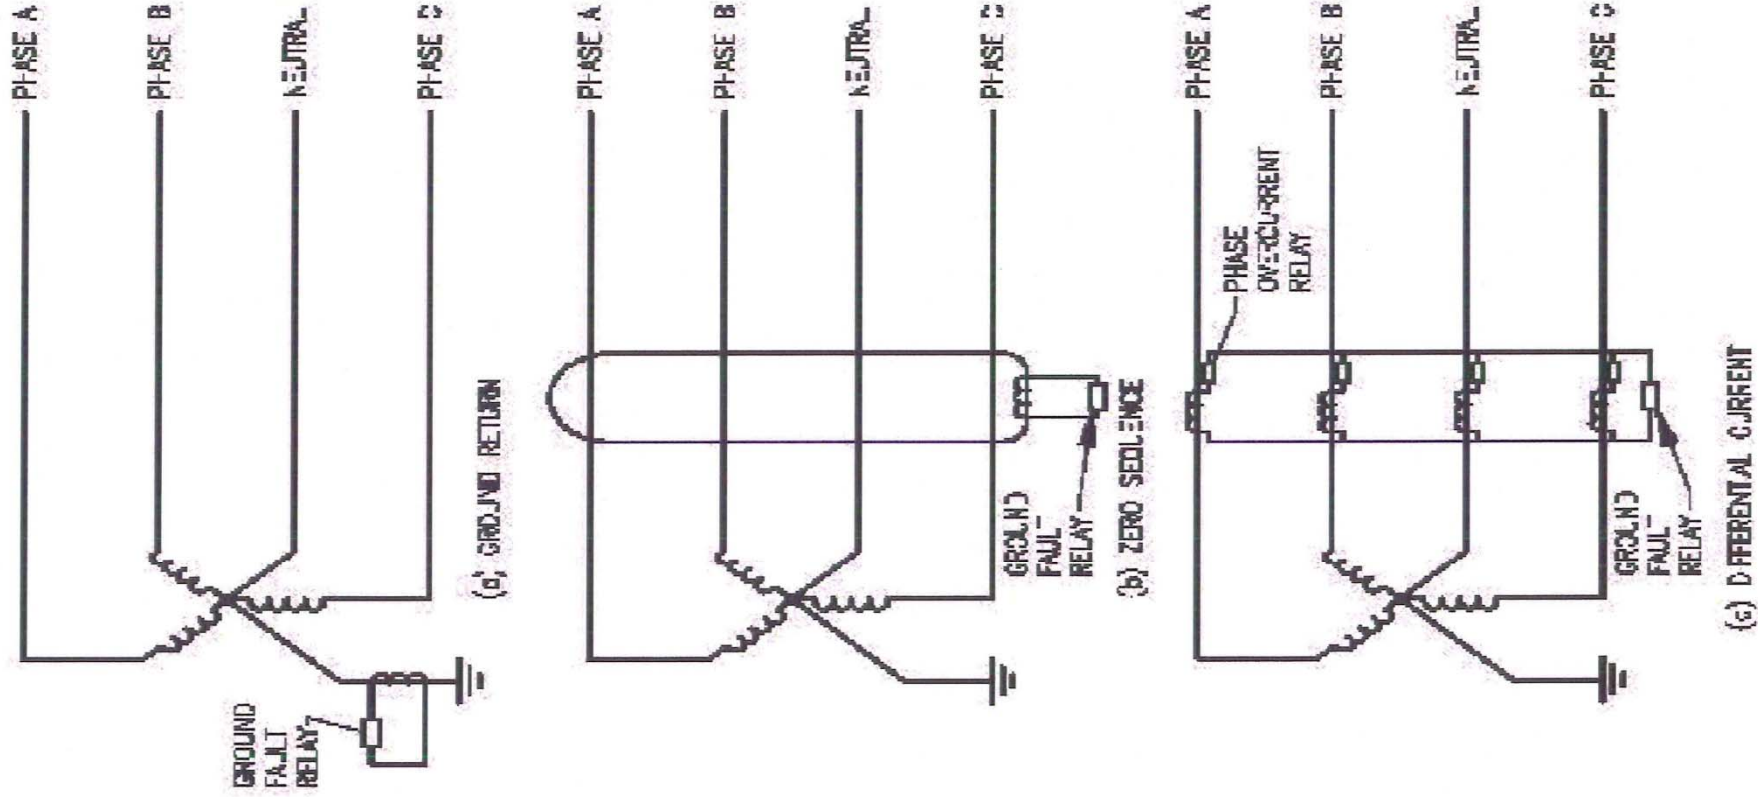 PHASE A
PHASE B
NEUTRAL
PHASE C
GROUND
FAULT
RELAY
(a) GROUND RETURN
PHASE A
PHASE B
NEUTRAL
PHASE C
GROUND
FAULT
RELAY
(b) ZERO SEQUENCE
PHASE A
PHASE B
NEUTRAL
PHASE C
PHASE
OVERCURRENT
RELAY
GROUND
FAULT
RELAY
(c) DIFFERENTIAL CURRENT